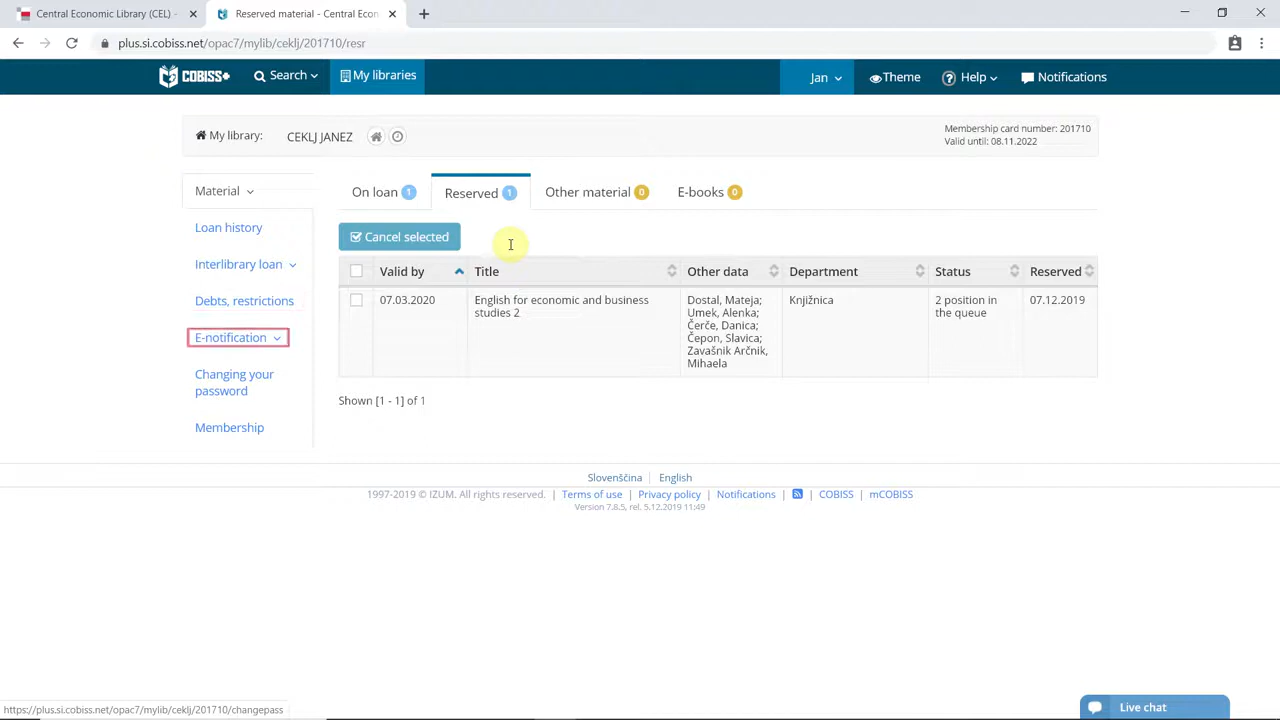 Central Economic Library (CEL) -
Reserved material - Central Econ
plus.si.cobiss.net/opac7/mylib/ceklj/201710/resr
COBISS+
Search
My libraries
Jan
Theme
Help
Notifications
My library:
CEKLJ JANEZ
Membership card number: 201710
Valid until: 08.11.2022
Material
Loan history
Interlibrary loan
Debts, restrictions
E-notification
Changing your
password
Membership
On loan 1
Reserved 1
Other material 0
E-books 0
Cancel selected
Valid by
Title
Other data
Department
Status
Reserved
07.03.2020
English for economic and business
studies 2
Dostal, Mateja;
Umek, Alenka;
Čerče, Danica;
Čepon, Slavica;
Zavašnik Arčnik,
Mihaela
Knjižnica
2 position in
the queue
07.12.2019
Shown [1 - 1] of 1
Slovenščina | English
1997-2019 © IZUM. All rights reserved. | Terms of use | Privacy policy | Notifications | | COBISS | mCOBISS
Version 7.8.5, rel. 5.12.2019 11:49
https://plus.si.cobiss.net/opac7/mylib/ceklj/201710/changepass
Live chat